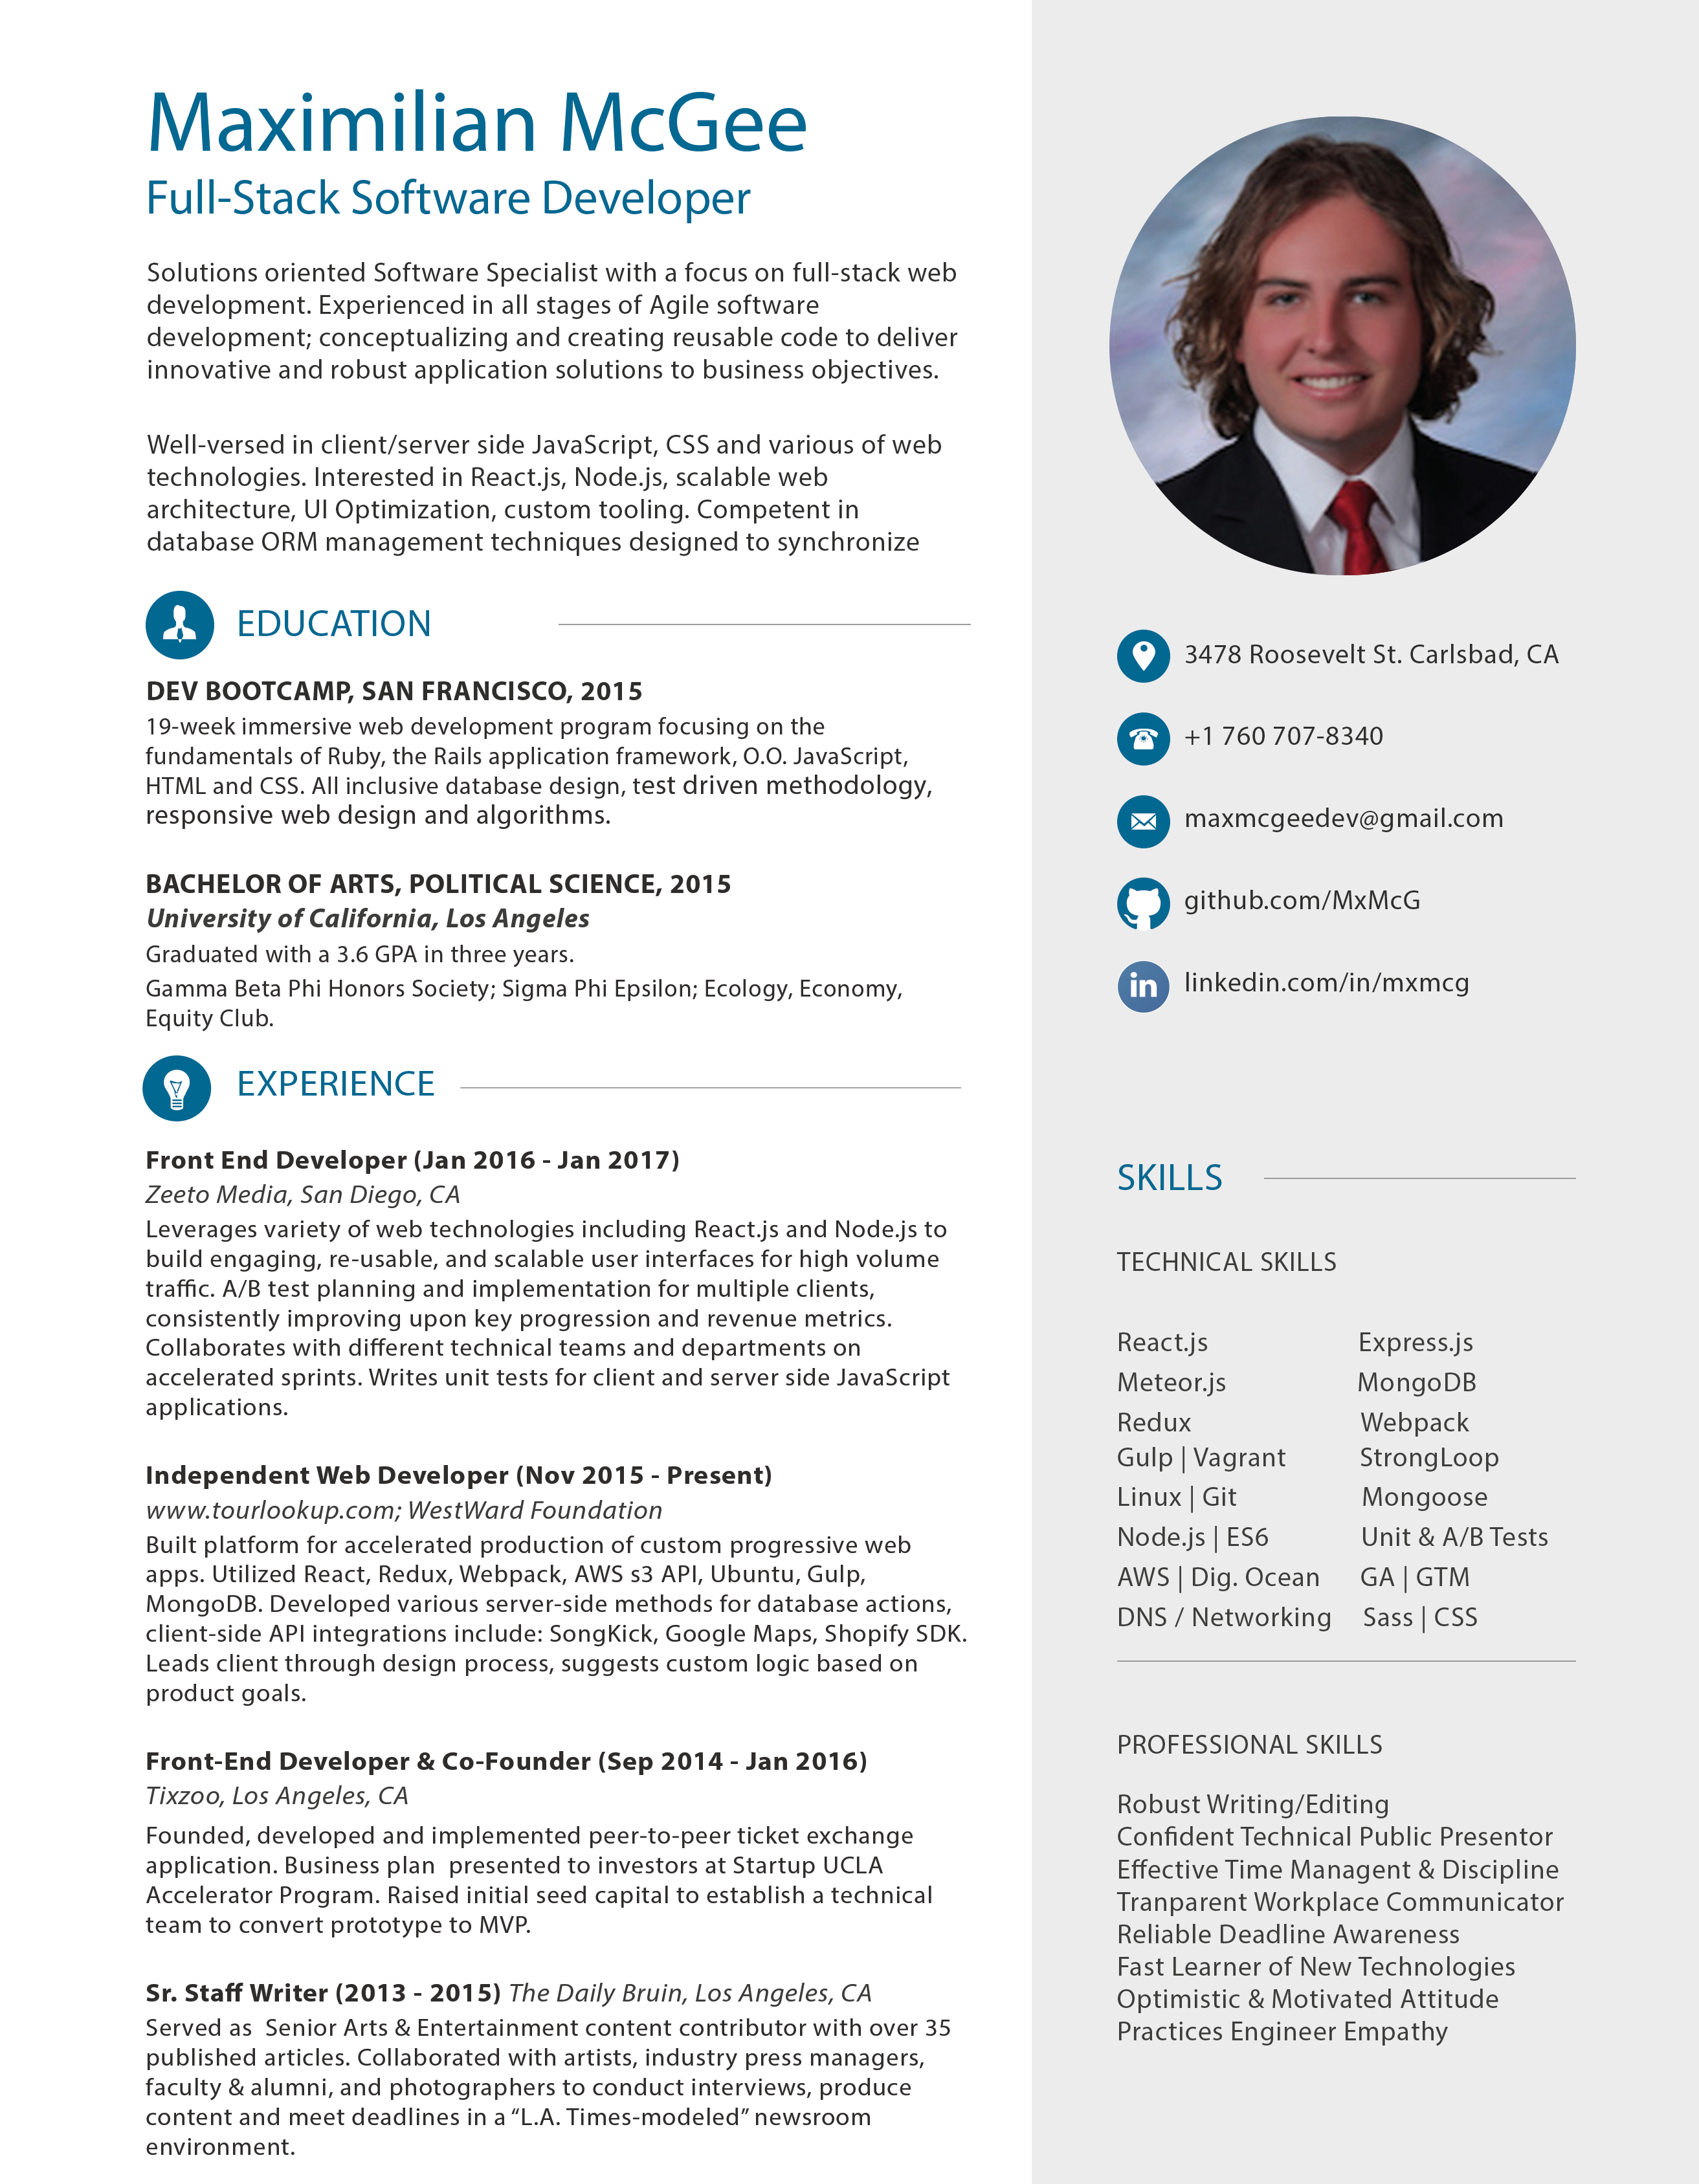 Maximilian McGee
Full-Stack Software Developer
Solutions oriented Software Specialist with a focus on full-stack web
development. Experienced in all stages of Agile software
development; conceptualizing and creating reusable code to deliver
innovative and robust application solutions to business objectives.
Well-versed in client/server side JavaScript, CSS and various of web
technologies. Interested in React.js, Node.js, scalable web
architecture, UI Optimization, custom tooling. Competent in
database ORM management techniques designed to synchronize
EDUCATION
DEV BOOTCAMP, SAN FRANCISCO, 2015
19-week immersive web development program focusing on the
fundamentals of Ruby, the Rails application framework, O.O. JavaScript,
HTML and CSS. All inclusive database design, test driven methodology,
responsive web design and algorithms.
BACHELOR OF ARTS, POLITICAL SCIENCE, 2015
University of California, Los Angeles
Graduated with a 3.6 GPA in three years.
Gamma Beta Phi Honors Society; Sigma Phi Epsilon; Ecology, Economy,
Equity Club.
EXPERIENCE
Front End Developer (Jan 2016 - Jan 2017)
Zeeto Media, San Diego, CA
Leverages variety of web technologies including React.js and Node.js to
build engaging, re-usable, and scalable user interfaces for high volume
traffic. A/B test planning and implementation for multiple clients,
consistently improving upon key progression and revenue metrics.
Collaborates with different technical teams and departments on
accelerated sprints. Writes unit tests for client and server side JavaScript
applications.
Independent Web Developer (Nov 2015 - Present)
www.tourlookup.com; WestWard Foundation
Built platform for accelerated production of custom progressive web
apps. Utilized React, Redux, Webpack, AWS s3 API, Ubuntu, Gulp,
MongoDB. Developed various server-side methods for database actions,
client-side API integrations include: SongKick, Google Maps, Shopify SDK.
Leads client through design process, suggests custom logic based on
product goals.
Front-End Developer & Co-Founder (Sep 2014 - Jan 2016)
Tixzoo, Los Angeles, CA
Founded, developed and implemented peer-to-peer ticket exchange
application. Business plan presented to investors at Startup UCLA
Accelerator Program. Raised initial seed capital to establish a technical
team to convert prototype to MVP.
Sr. Staff Writer (2013 - 2015) The Daily Bruin, Los Angeles, CA
Served as Senior Arts & Entertainment content contributor with over 35
published articles. Collaborated with artists, industry press managers,
faculty & alumni, and photographers to conduct interviews, produce
content and meet deadlines in a “L.A. Times-modeled” newsroom
environment.
3478 Roosevelt St. Carlsbad, CA
+1 760 707-8340
maxmcgeedev@gmail.com
github.com/MxMcG
in linkedin.com/in/mxmcg
SKILLS
TECHNICAL SKILLS
React.js Express.js
Meteor.js MongoDB
Redux Webpack
Gulp | Vagrant StrongLoop
Linux | Git Mongoose
Node.js | ES6 Unit & A/B Tests
AWS | Dig. Ocean GA | GTM
DNS / Networking Sass | CSS
PROFESSIONAL SKILLS
Robust Writing/Editing
Confident Technical Public Presentor
Effective Time Managent & Discipline
Tranparent Workplace Communicator
Reliable Deadline Awareness
Fast Learner of New Technologies
Optimistic & Motivated Attitude
Practices Engineer Empathy